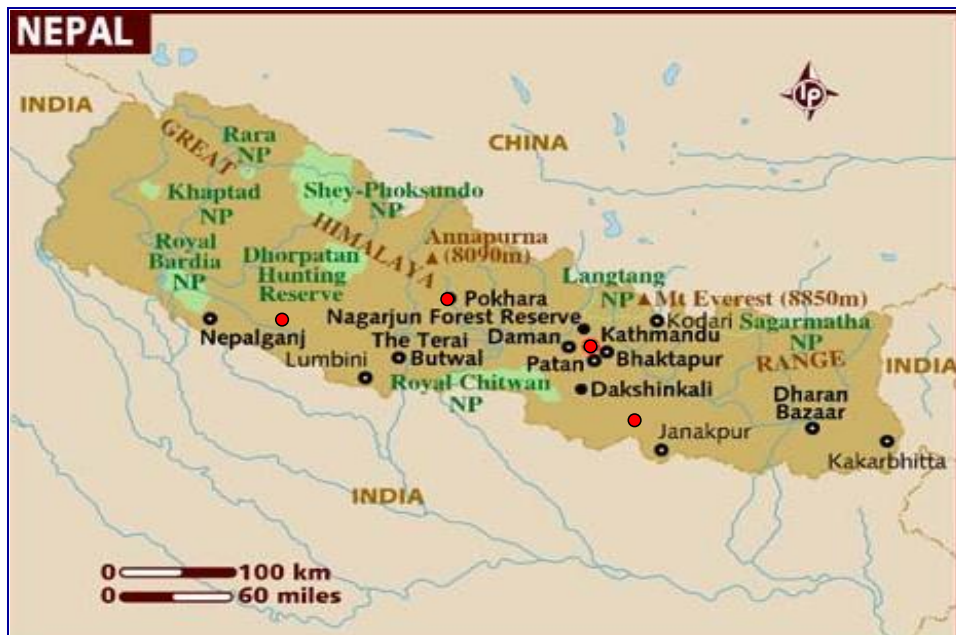 NEPAL
INDIA
lp
CHINA
GREAT
Rara
NP
Khaptad
NP
Shey-Phoksundo
NP
HIMALAYA
Annapurna
(8090m)
Royal
Bardia
NP
Dhorpatan
Hunting
Reserve
Langtang
NP
Mt Everest (8850m)
Pokhara
Nagarjun Forest Reserve
Kodari
Sagarmatha
NP
Nepalganj
The Terai
Daman
Kathmandu
Lumbini
Butwal
Patan
Bhaktapur
RANGE
INDIA
Royal Chitwan
NP
Dakshinkali
Dharan
Bazaar
Janakpur
Kakarbhitta
INDIA
0 100 km
0 60 miles